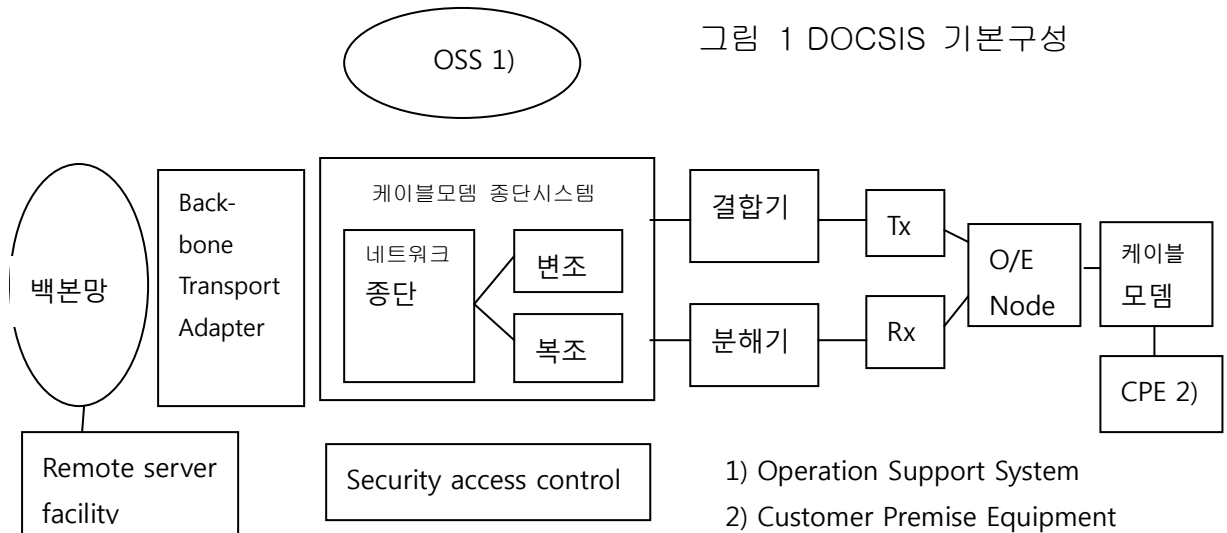 그림 1 DOCSIS 기본구성
OSS 1)
백본망
Back-
bone
Transport
Adapter
케이블모뎀 종단시스템
네트워크
종단
변조
복조
결합기
분해기
Tx
Rx
O/E
Node
케이블
모뎀
CPE 2)
Remote server
facility
Security access control
1) Operation Support System
2) Customer Premise Equipment